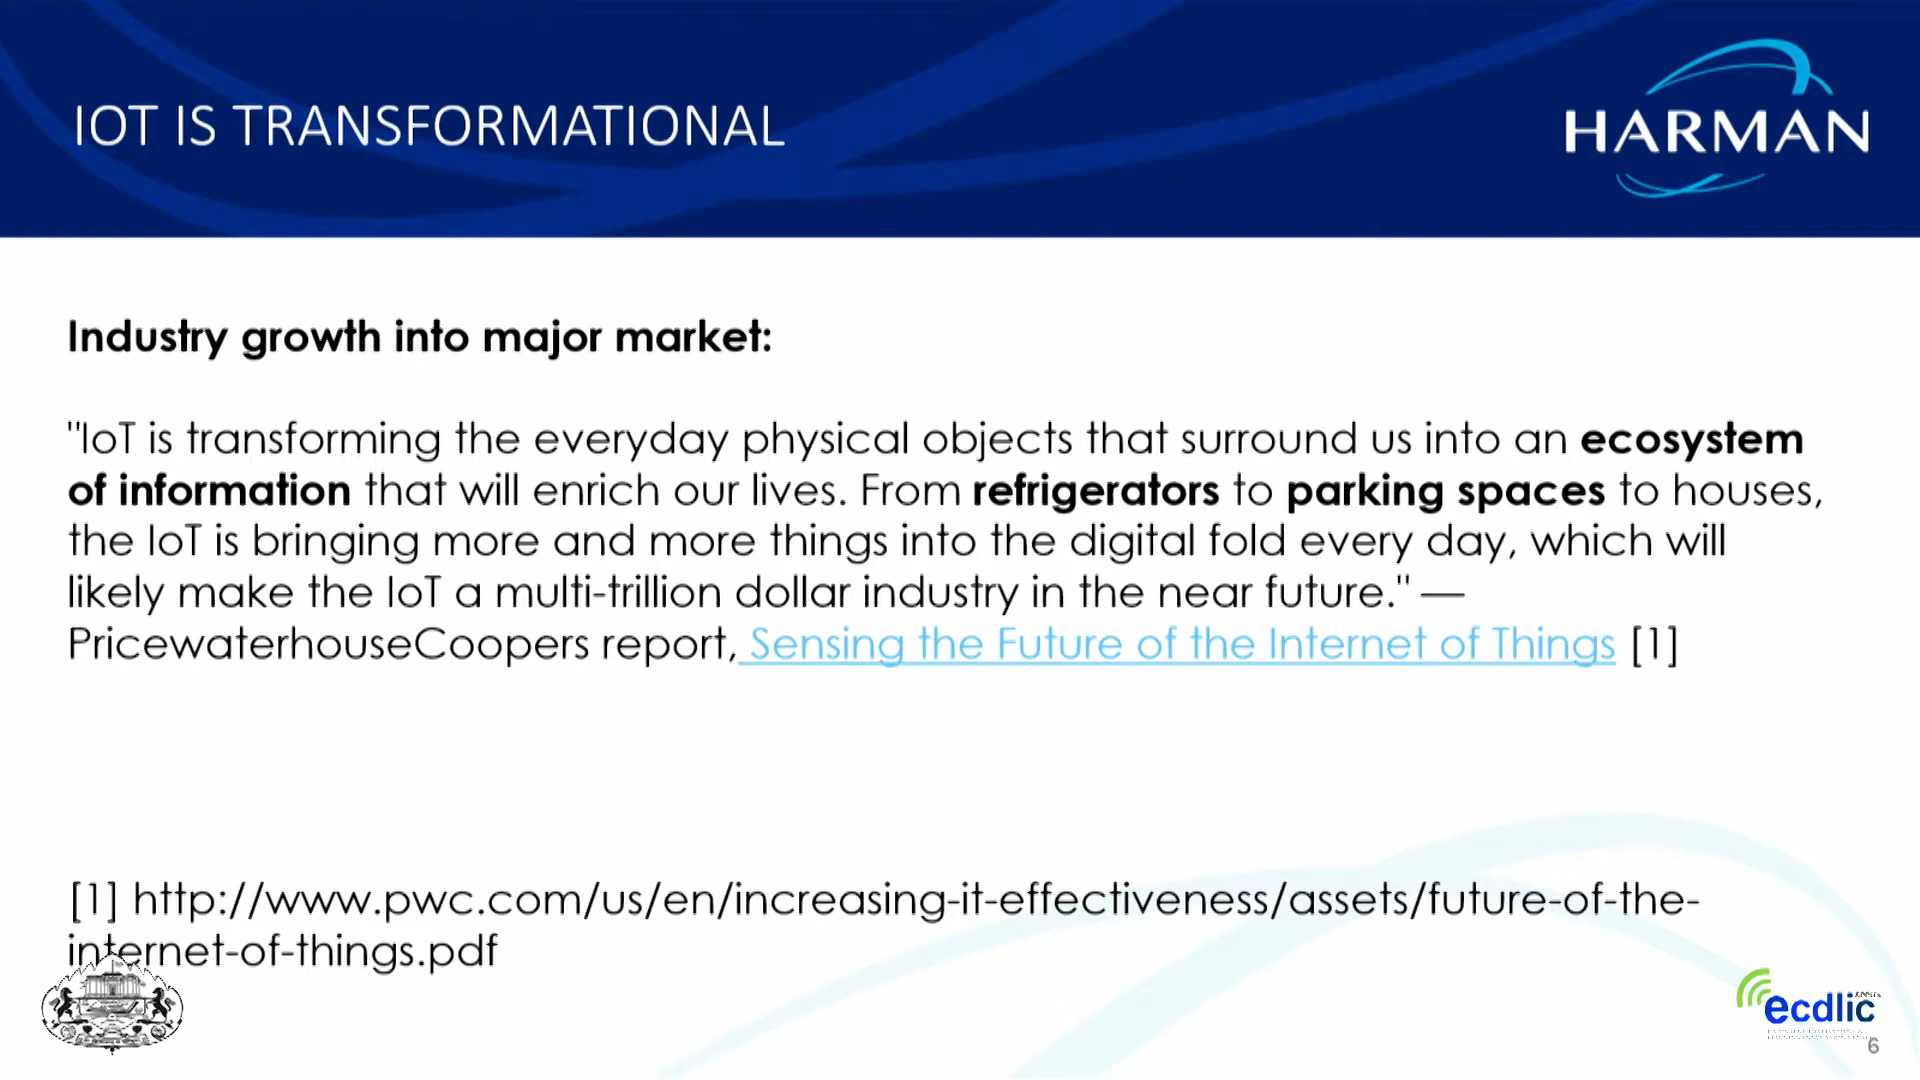 IOT IS TRANSFORMATIONAL
HARMAN
Industry growth into major market:
"IoT is transforming the everyday physical objects that surround us into an ecosystem
of information that will enrich our lives. From refrigerators to parking spaces to houses,
the IoT is bringing more and more things into the digital fold every day, which will
likely make the IoT a multi-trillion dollar industry in the near future." —
PricewaterhouseCoopers report, Sensing the Future of the Internet of Things [1]
[1] http://www.pwc.com/us/en/increasing-it-effectiveness/assets/future-of-the-
internet-of-things.pdf
ecdlic
6